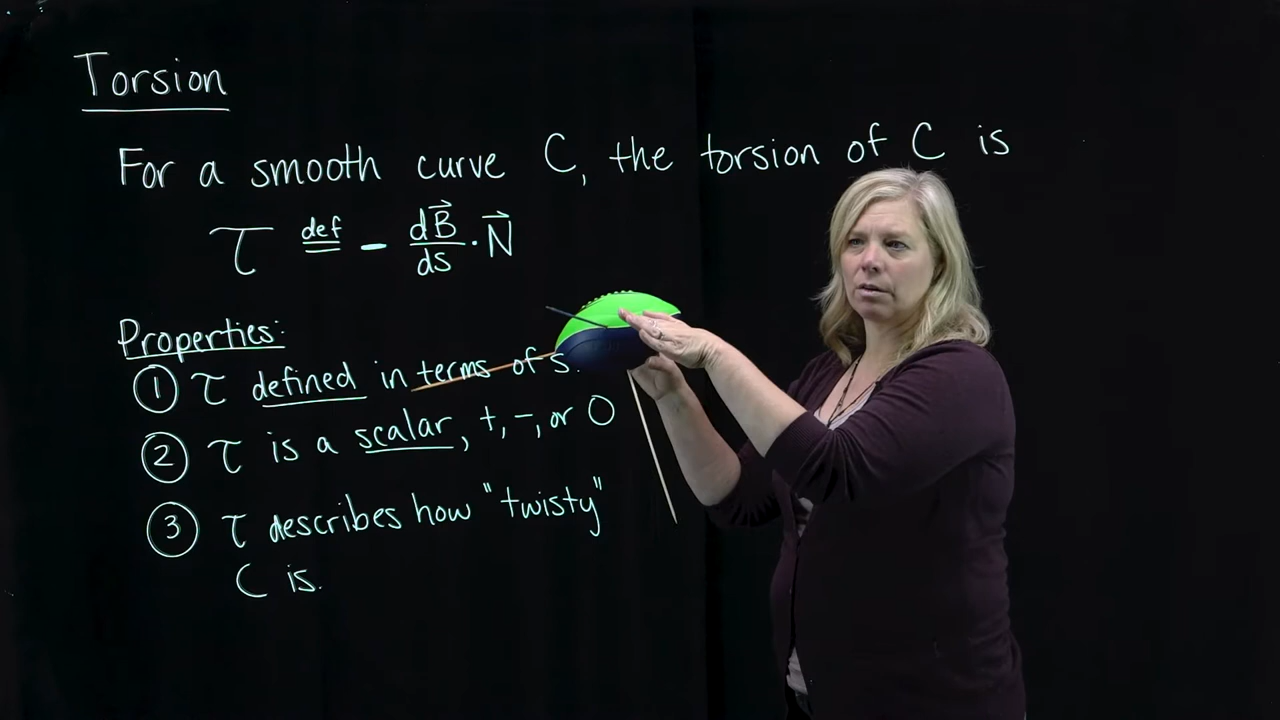 Torsion
For a smooth curve C, the torsion of C is
τ def= - dB⃗/ds · N⃗
Properties:
① τ defined in terms of s.
② τ is a scalar, +, -, or 0
③ τ describes how "twisty"
C is.